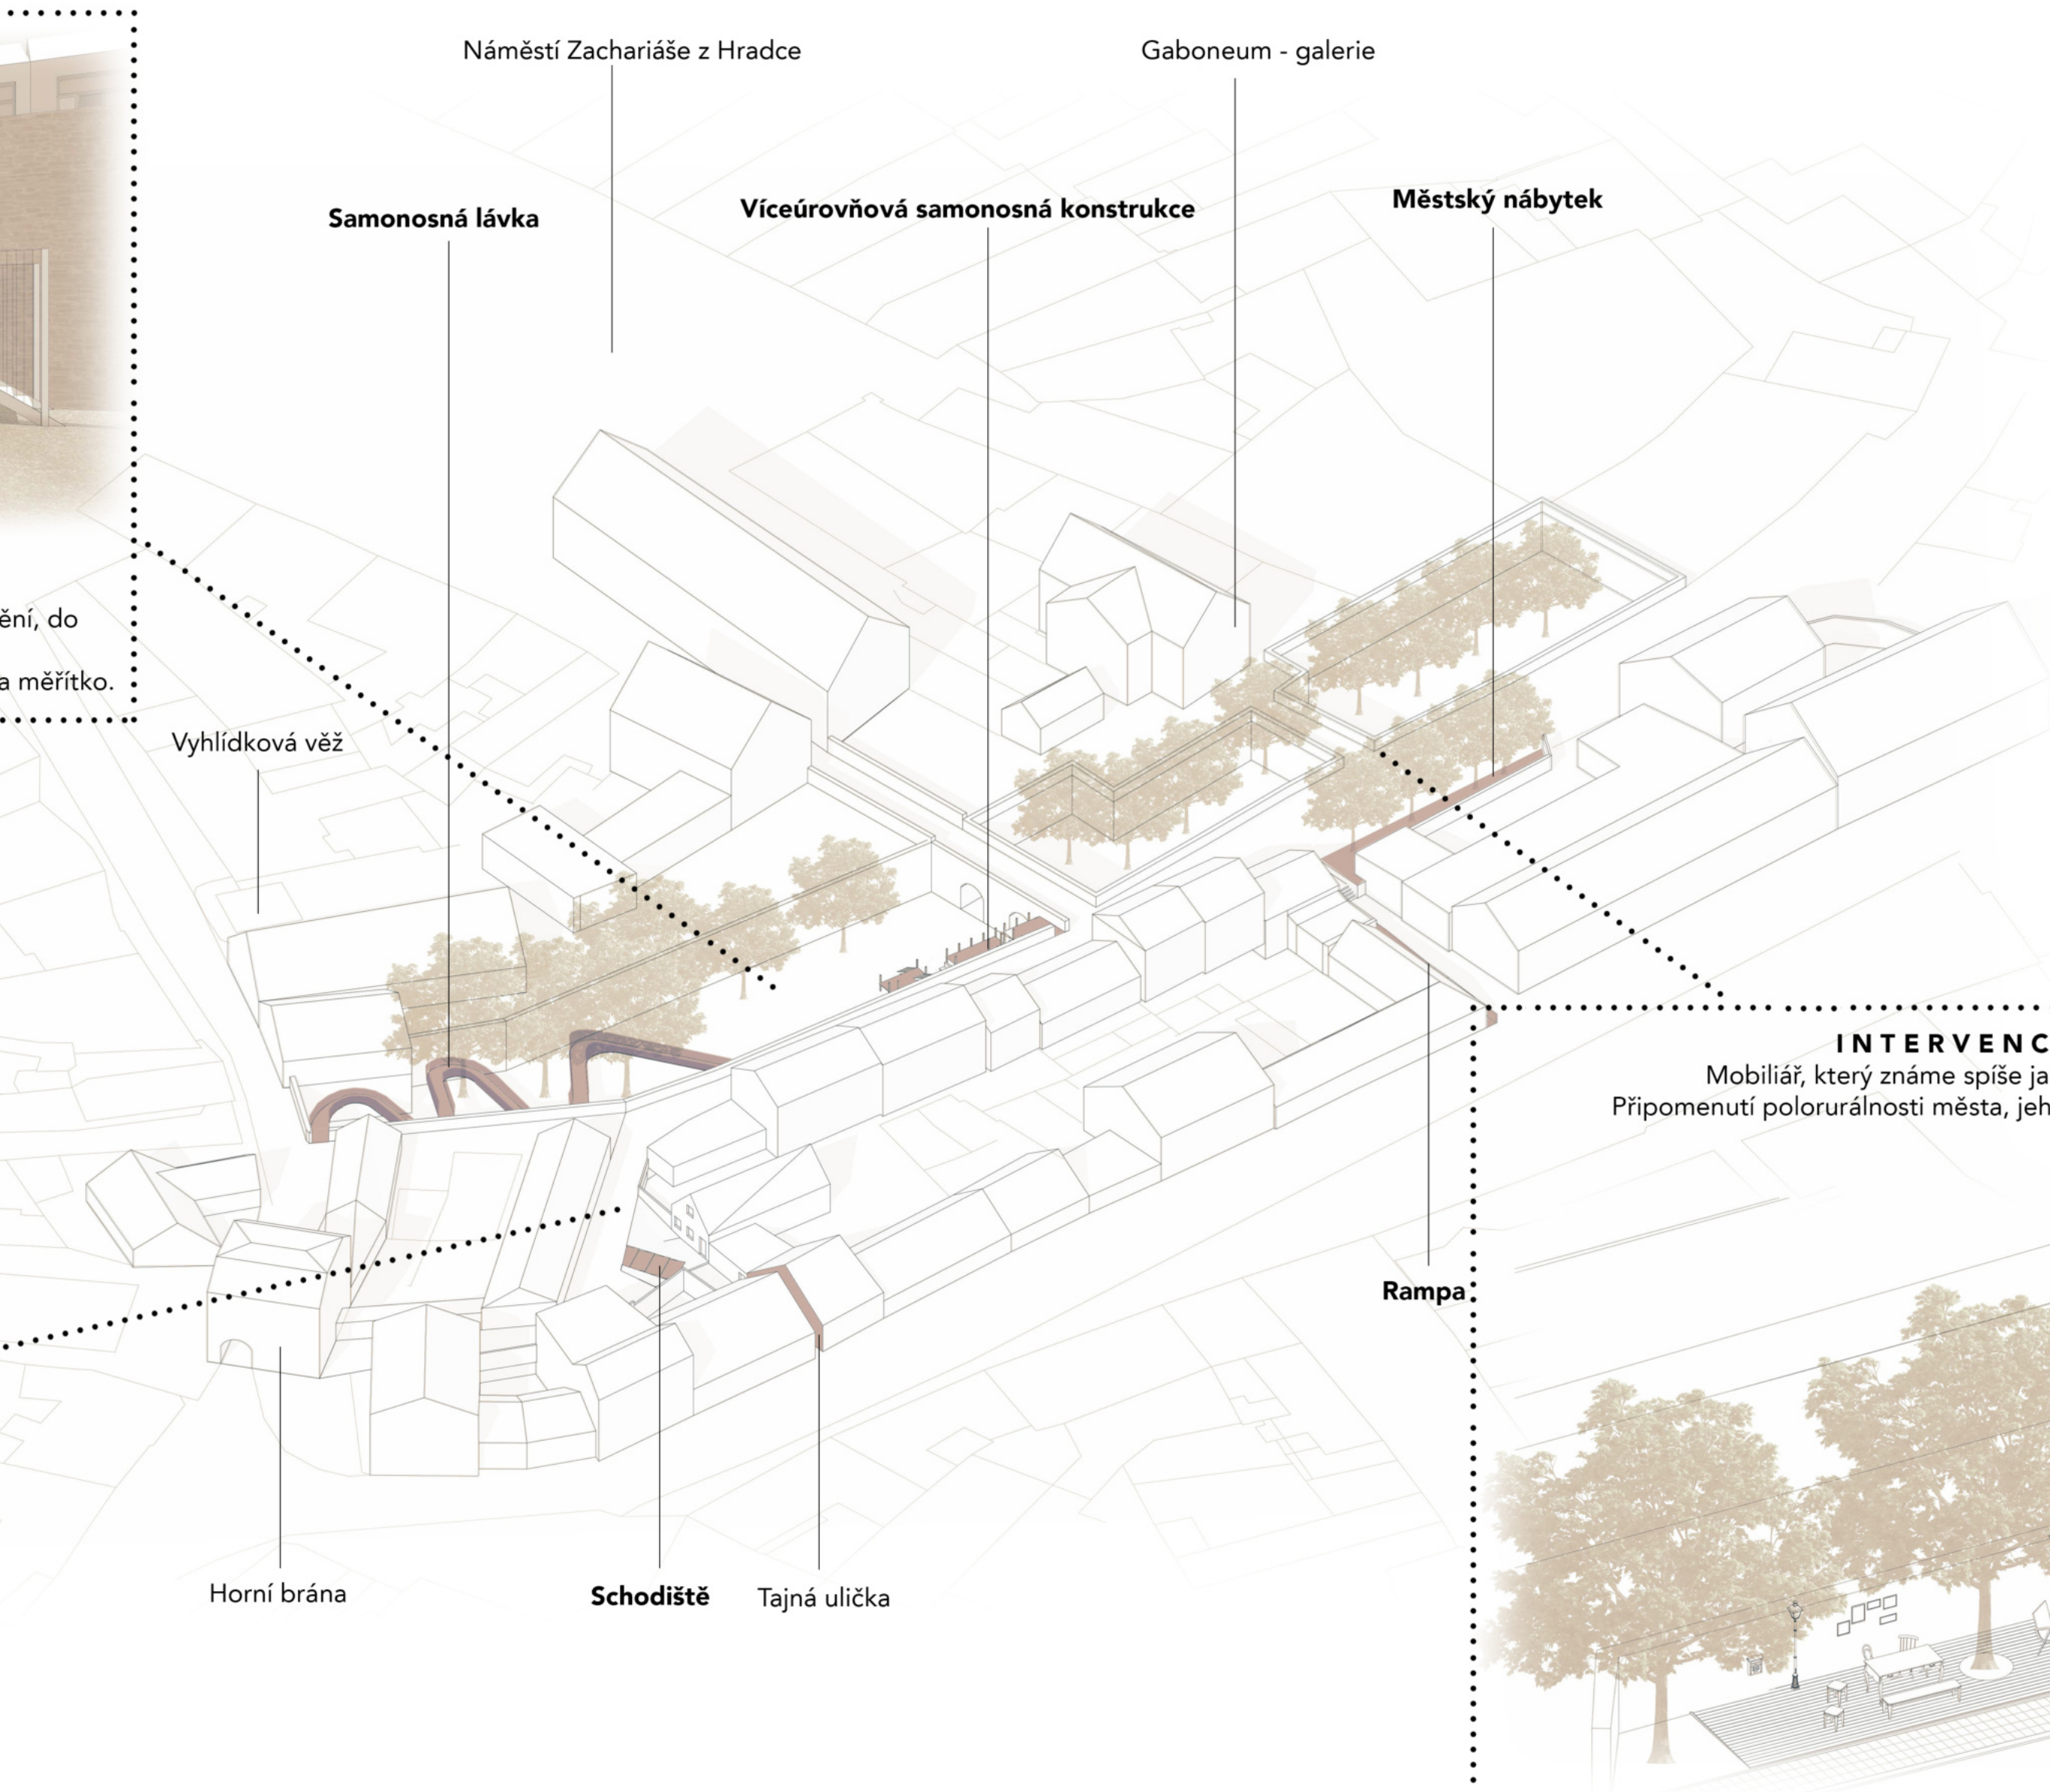 Náměstí Zachariáše z Hradce
Gaboneum - galerie
Samonosná lávka
Víceúrovňová samonosná konstrukce
Městský nábytek
ění, do
a měřítko.
Vyhlídková věž
INTERVENC
Mobiliář, který známe spíše ja
Připomenutí polorurálnosti města, jeh
Rampa
Horní brána
Schodiště
Tajná ulička